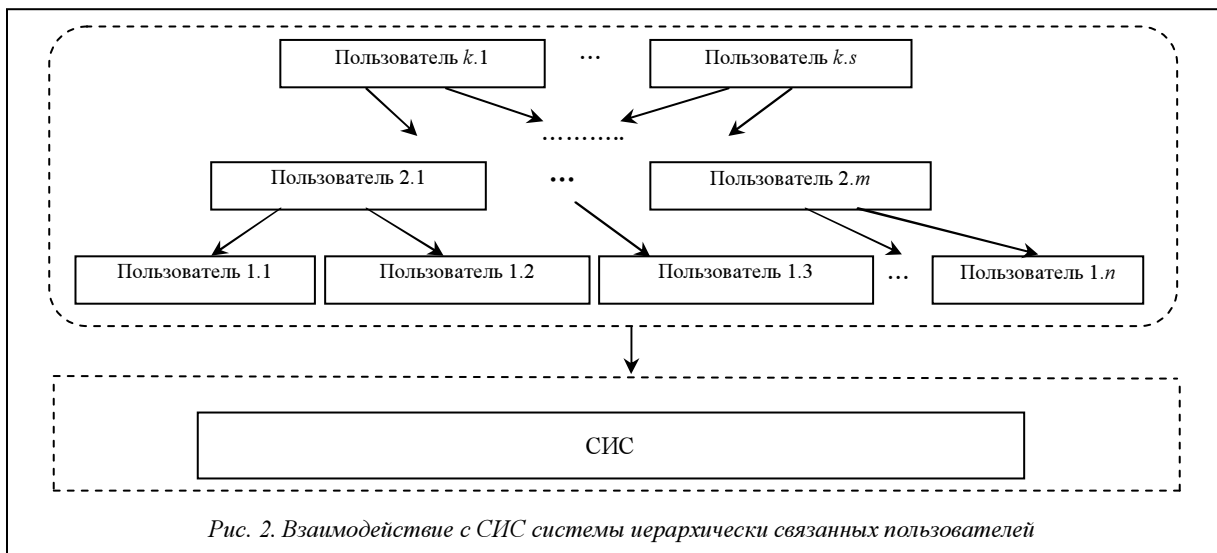 Пользователь k.1 ... Пользователь k.s
...........
Пользователь 2.1 ... Пользователь 2.m
Пользователь 1.1 Пользователь 1.2 Пользователь 1.3 ... Пользователь 1.n
СИС
Рис. 2. Взаимодействие с СИС системы иерархически связанных пользователей